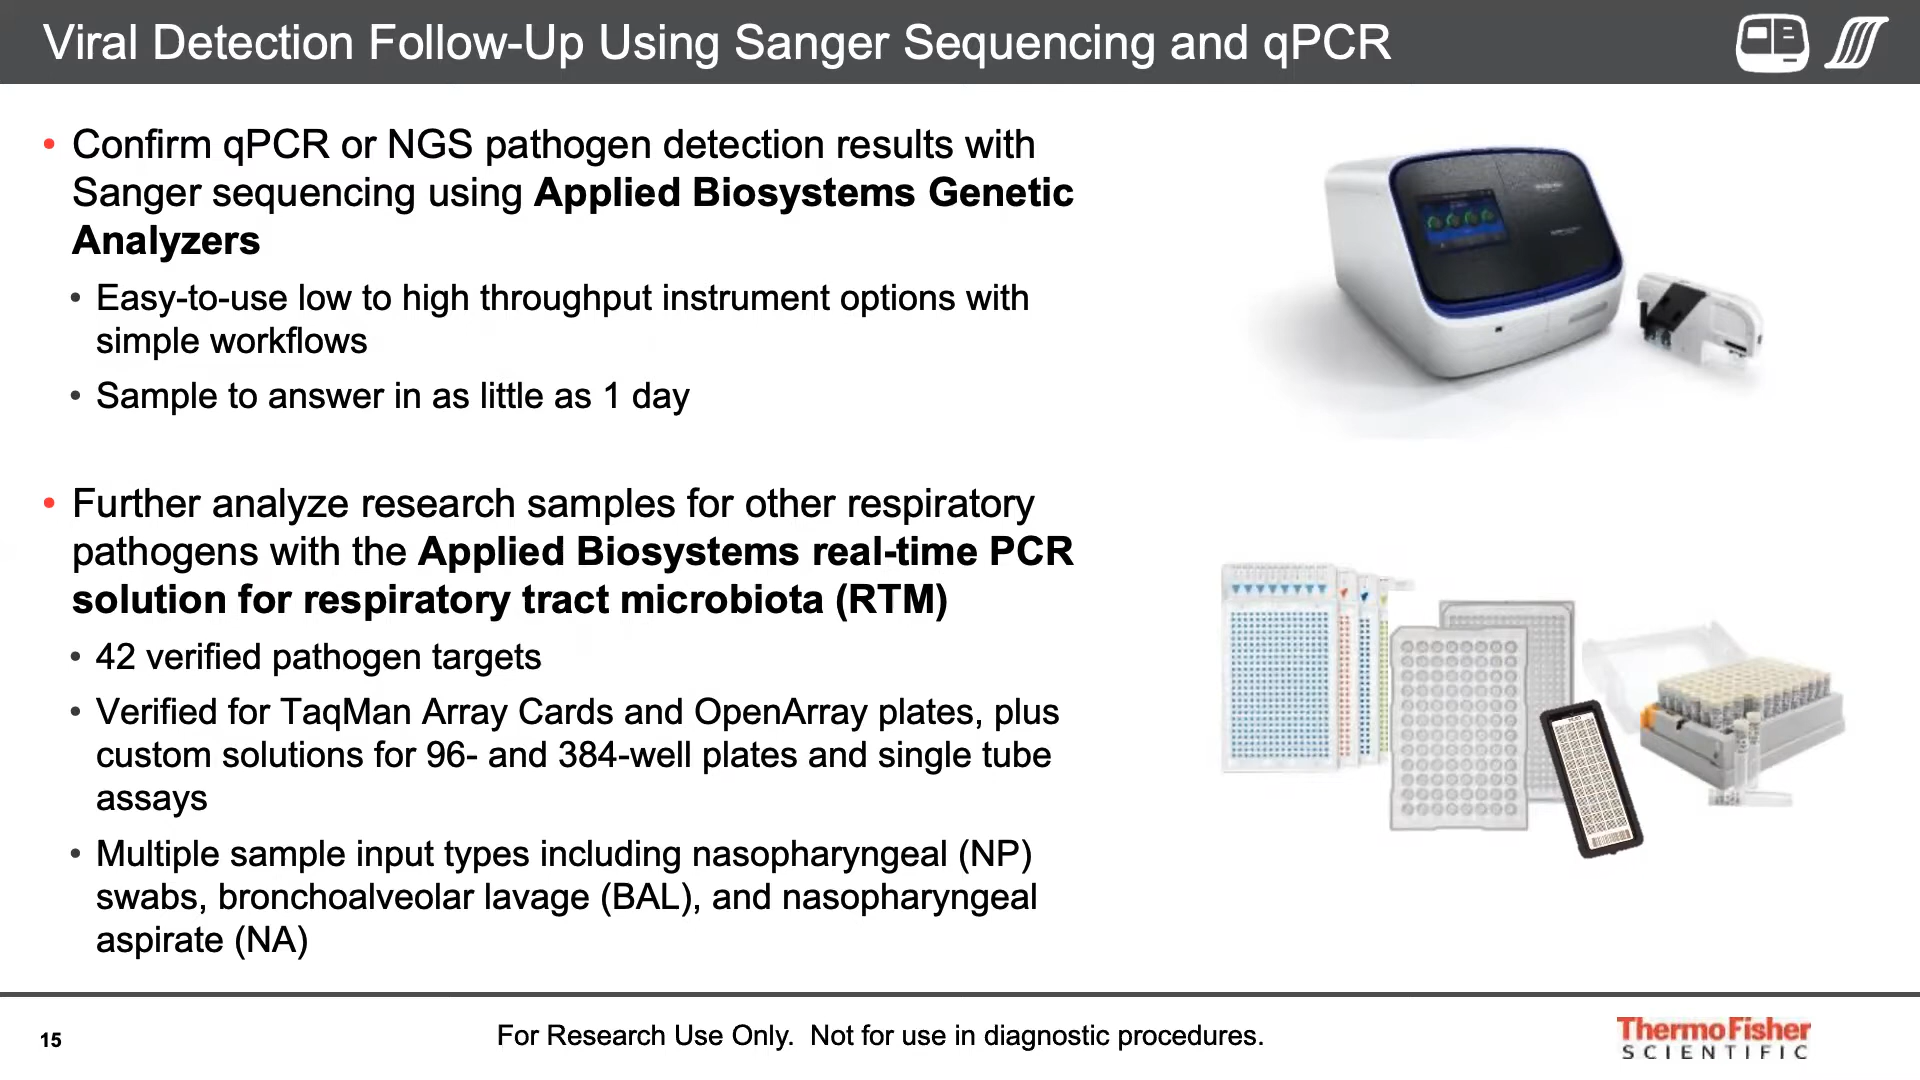 Viral Detection Follow-Up Using Sanger Sequencing and qPCR
• Confirm qPCR or NGS pathogen detection results with
Sanger sequencing using Applied Biosystems Genetic
Analyzers
• Easy-to-use low to high throughput instrument options with
simple workflows
• Sample to answer in as little as 1 day
• Further analyze research samples for other respiratory
pathogens with the Applied Biosystems real-time PCR
solution for respiratory tract microbiota (RTM)
• 42 verified pathogen targets
• Verified for TaqMan Array Cards and OpenArray plates, plus
custom solutions for 96- and 384-well plates and single tube
assays
• Multiple sample input types including nasopharyngeal (NP)
swabs, bronchoalveolar lavage (BAL), and nasopharyngeal
aspirate (NA)
15
For Research Use Only.  Not for use in diagnostic procedures.
ThermoFisher
SCIENTIFIC